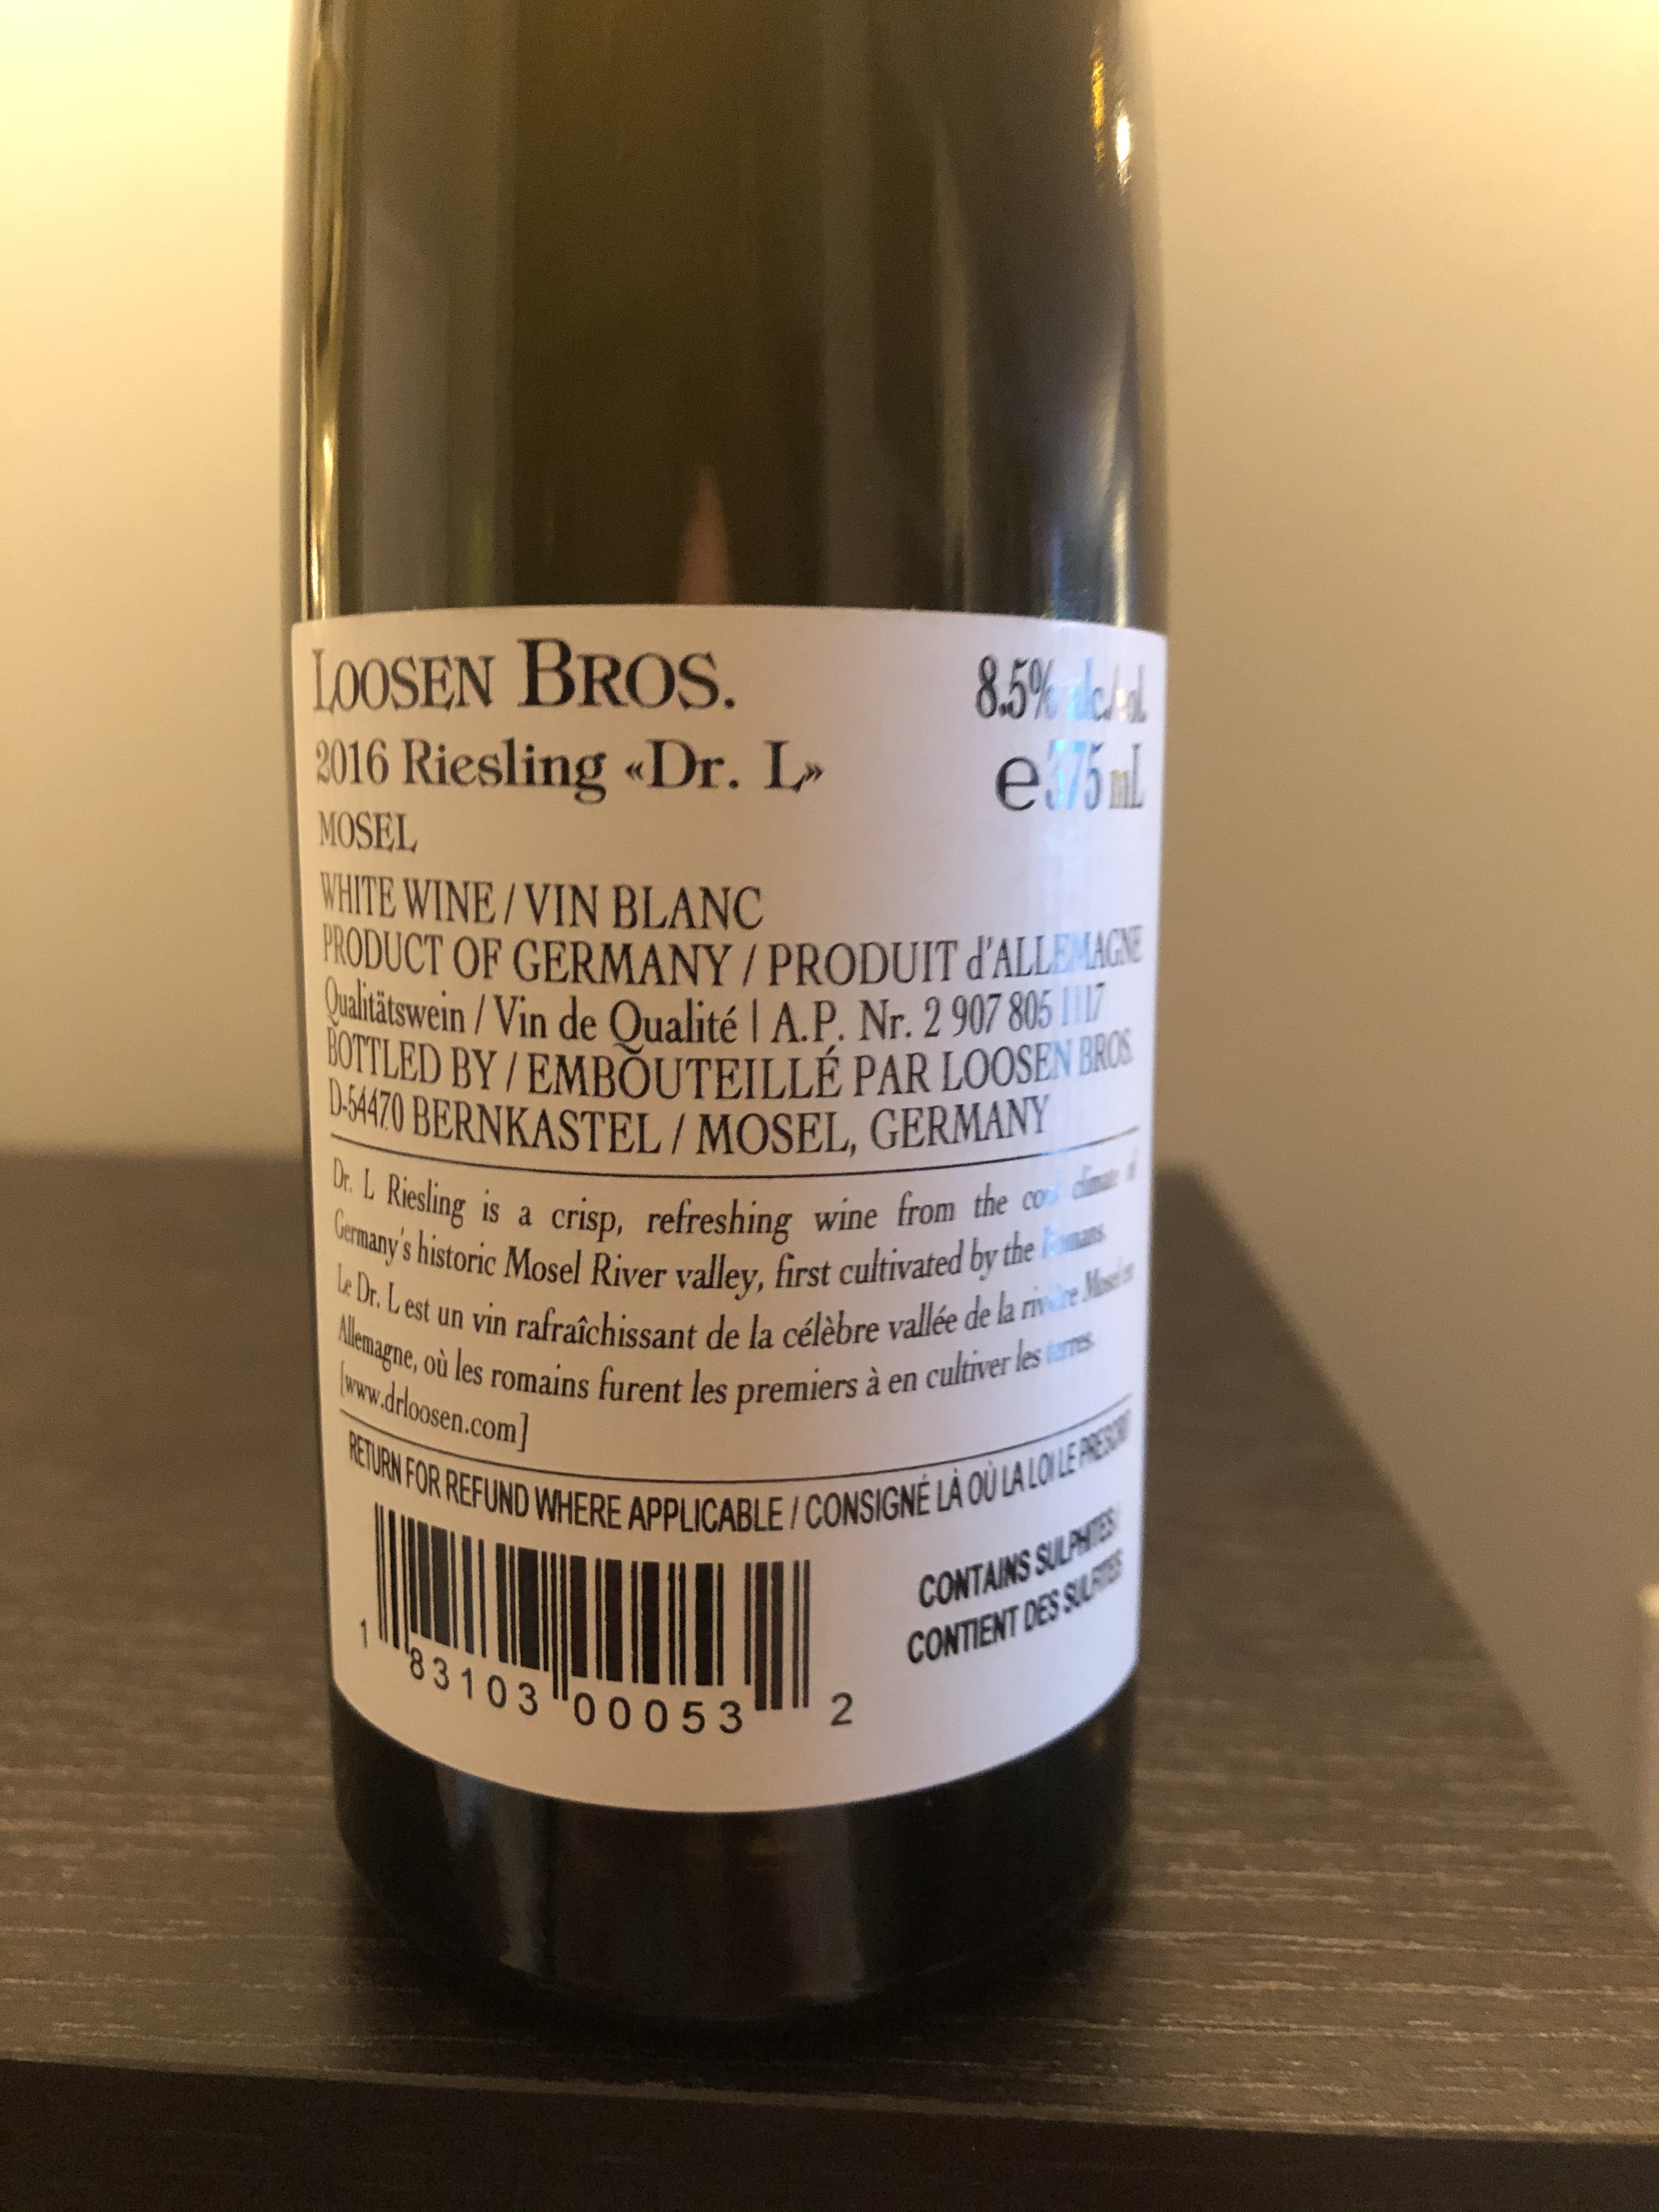 LOOSEN BROS.
8.5% alc./vol.
2016 Riesling «Dr. L»
e 375 mL
MOSEL
WHITE WINE / VIN BLANC
PRODUCT OF GERMANY / PRODUIT d'ALLEMAGNE
Qualitätswein / Vin de Qualité | A.P. Nr. 2 907 805 11 17
BOTTLED BY / EMBOUTEILLÉ PAR LOOSEN BROS.
D-54470 BERNKASTEL / MOSEL, GERMANY
Dr. L Riesling is a crisp, refreshing wine from the cool climate of
Germany's historic Mosel River valley, first cultivated by the Romans.
Le Dr. L est un vin rafraîchissant de la célèbre vallée de la rivière Mosel en
Allemagne, où les romains furent les premiers à en cultiver les terres.
[www.drloosen.com]
RETURN FOR REFUND WHERE APPLICABLE / CONSIGNÉ LÀ OÙ LA LOI LE PRESCRIT
CONTAINS SULPHITES /
CONTIENT DES SULFITES
1 83103 00053 2